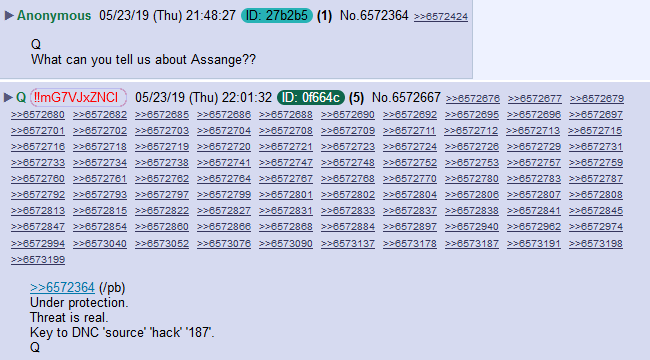 ▶ Anonymous 05/23/19 (Thu) 21:48:27 ID: 27b2b5 (1) No.6572364 >>6572424
Q
What can you tell us about Assange??
▶ Q !!mG7VJxZNCI 05/23/19 (Thu) 22:01:32 ID: 0f664c (5) No.6572667 >>6572676 >>6572677 >>6572679
>>6572680 >>6572682 >>6572685 >>6572686 >>6572688 >>6572690 >>6572692 >>6572695 >>6572696 >>6572697
>>6572701 >>6572702 >>6572703 >>6572704 >>6572708 >>6572709 >>6572711 >>6572712 >>6572713 >>6572715
>>6572716 >>6572718 >>6572719 >>6572720 >>6572721 >>6572723 >>6572724 >>6572726 >>6572729 >>6572731
>>6572733 >>6572734 >>6572738 >>6572741 >>6572747 >>6572748 >>6572752 >>6572753 >>6572757 >>6572759
>>6572760 >>6572761 >>6572762 >>6572764 >>6572767 >>6572768 >>6572770 >>6572780 >>6572783 >>6572787
>>6572792 >>6572793 >>6572797 >>6572799 >>6572801 >>6572802 >>6572804 >>6572806 >>6572807 >>6572808
>>6572813 >>6572815 >>6572822 >>6572827 >>6572831 >>6572833 >>6572837 >>6572838 >>6572841 >>6572845
>>6572847 >>6572854 >>6572860 >>6572866 >>6572868 >>6572884 >>6572897 >>6572940 >>6572962 >>6572974
>>6572994 >>6573040 >>6573052 >>6573076 >>6573090 >>6573137 >>6573178 >>6573187 >>6573191 >>6573198
>>6573199
>>6572364 (/pb)
Under protection.
Threat is real.
Key to DNC 'source' 'hack' '187'.
Q